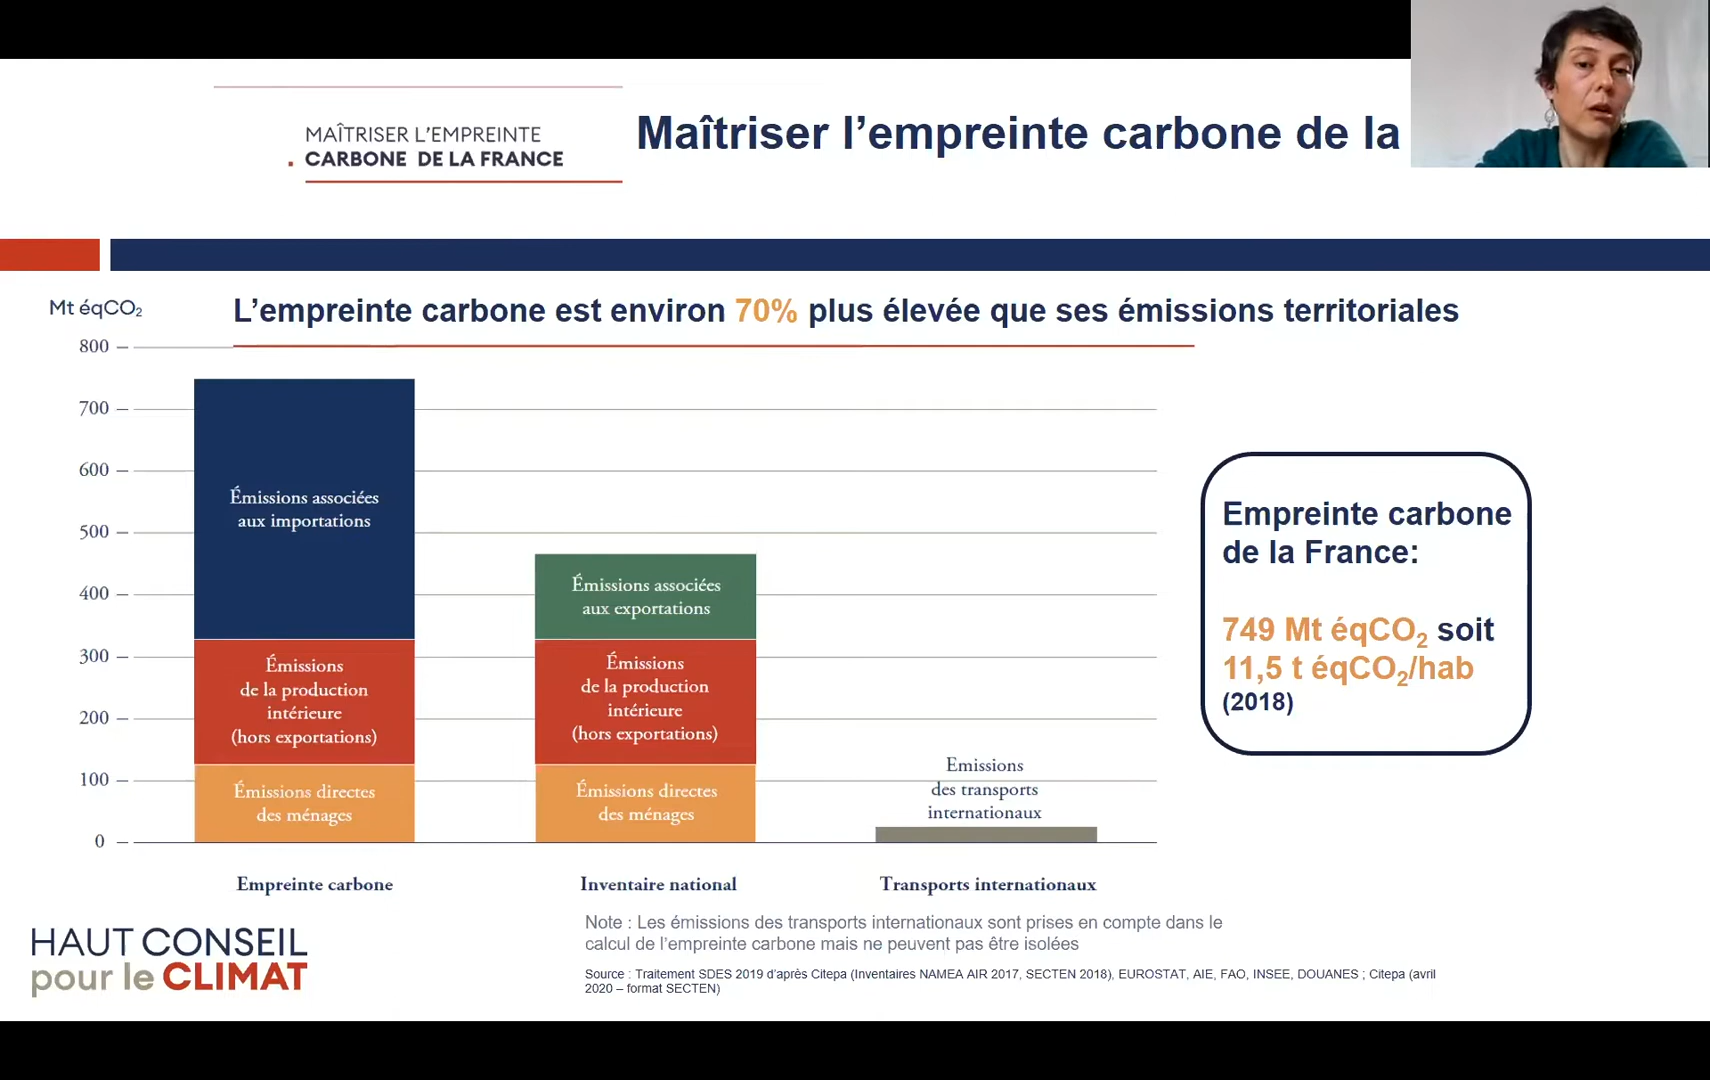 MAÎTRISER L'EMPREINTE
CARBONE DE LA FRANCE
Maîtriser l'empreinte carbone de la
Mt éqCO₂
L'empreinte carbone est environ 70% plus élevée que ses émissions territoriales
800
700
600
500
400
300
200
100
0
Émissions associées
aux importations
Émissions
de la production
intérieure
(hors exportations)
Émissions directes
des ménages
Émissions associées
aux exportations
Émissions
de la production
intérieure
(hors exportations)
Émissions directes
des ménages
Emissions
des transports
internationaux
Empreinte carbone
Inventaire national
Transports internationaux
Empreinte carbone
de la France:
749 Mt éqCO₂ soit
11,5 t éqCO₂/hab
(2018)
Note : Les émissions des transports internationaux sont prises en compte dans le
calcul de l'empreinte carbone mais ne peuvent pas être isolées
Source : Traitement SDES 2019 d'après Citepa (Inventaires NAMEA AIR 2017, SECTEN 2018), EUROSTAT, AIE, FAO, INSEE, DOUANES ; Citepa (avril
2020 – format SECTEN)
HAUT CONSEIL
pour le CLIMAT